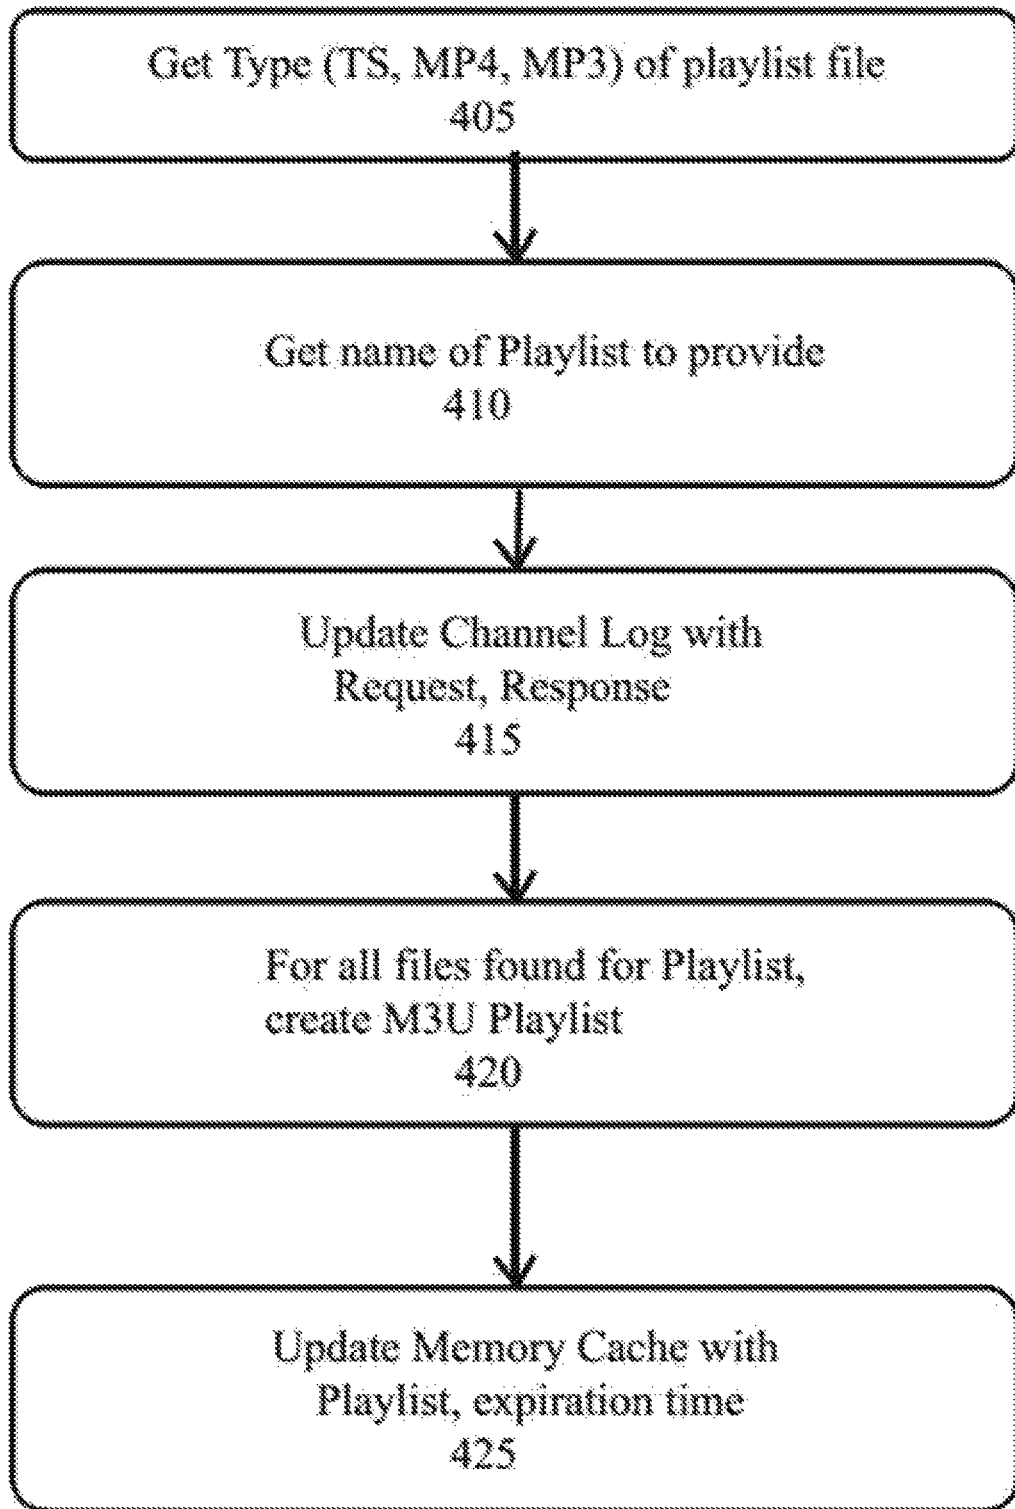 Get Type (TS, MP4, MP3) of playlist file
405
Get name of Playlist to provide
410
Update Channel Log with
Request, Response
415
For all files found for Playlist,
create M3U Playlist
420
Update Memory Cache with
Playlist, expiration time
425